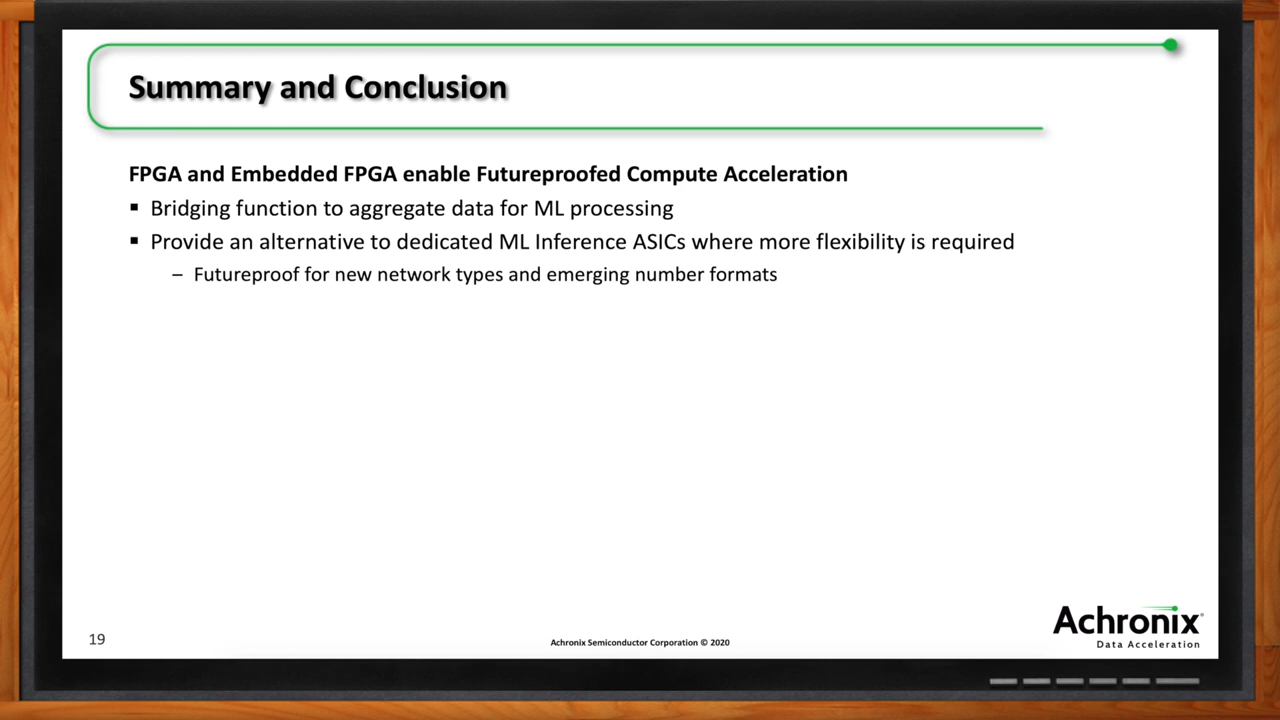 Summary and Conclusion
FPGA and Embedded FPGA enable Futureproofed Compute Acceleration
▪ Bridging function to aggregate data for ML processing
▪ Provide an alternative to dedicated ML Inference ASICs where more flexibility is required
– Futureproof for new network types and emerging number formats
19
Achronix Semiconductor Corporation © 2020
Achronix®
Data Acceleration